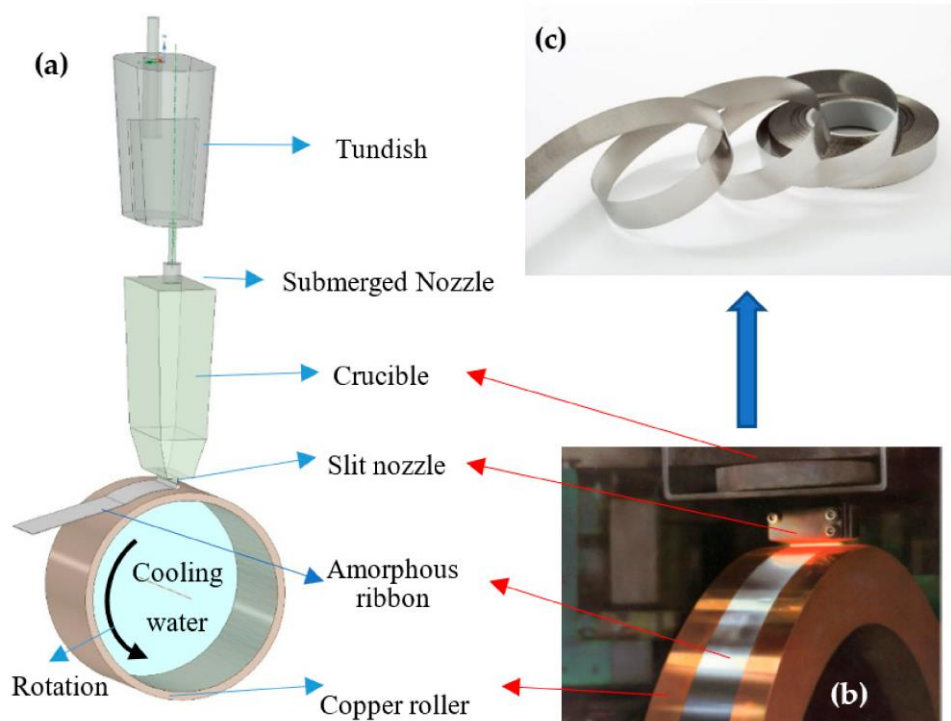 (a)
(c)
Tundish
Submerged Nozzle
Crucible
Slit nozzle
Cooling
water
Amorphous
ribbon
Rotation
Copper roller
(b)